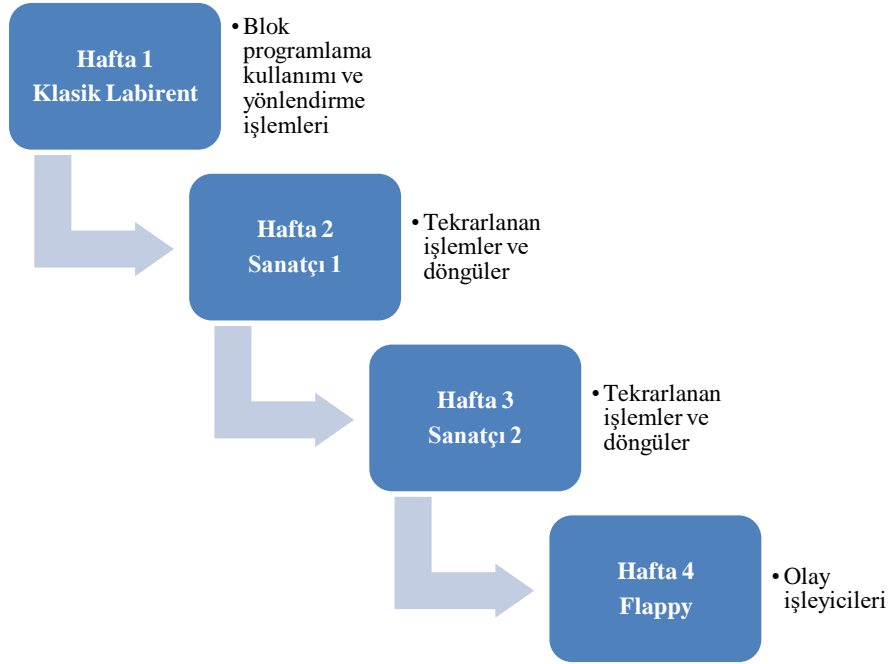 Hafta 1
Klasik Labirent
• Blok
programlama
kullanımı ve
yönlendirme
işlemleri
Hafta 2
Sanatçı 1
• Tekrarlanan
işlemler ve
döngüler
Hafta 3
Sanatçı 2
• Tekrarlanan
işlemler ve
döngüler
Hafta 4
Flappy
• Olay
işleyicileri